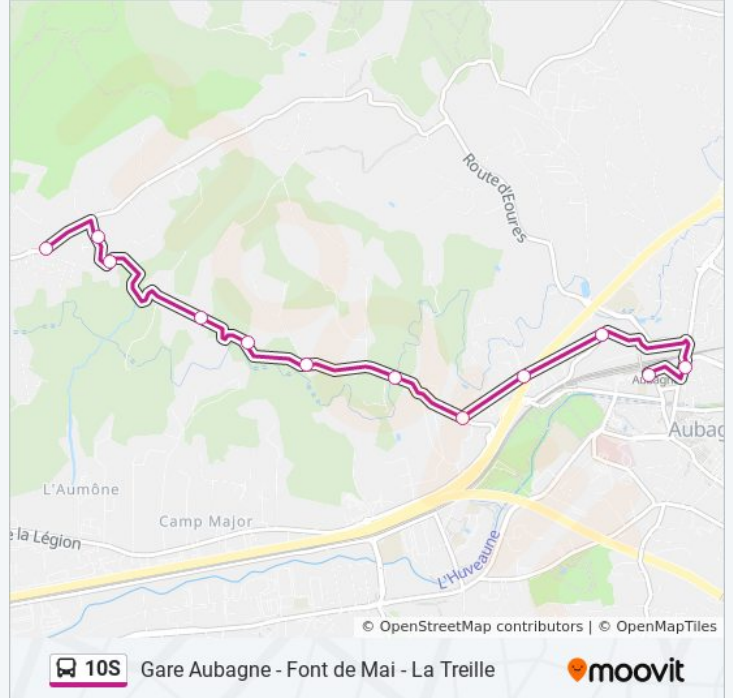 Route d'Eoures
Aubagne
Aubag
L'Aumône
Camp Major
e la Légion
L'Huveaune
© OpenStreetMap contributors | © OpenMapTiles
10S Gare Aubagne - Font de Mai - La Treille moovit